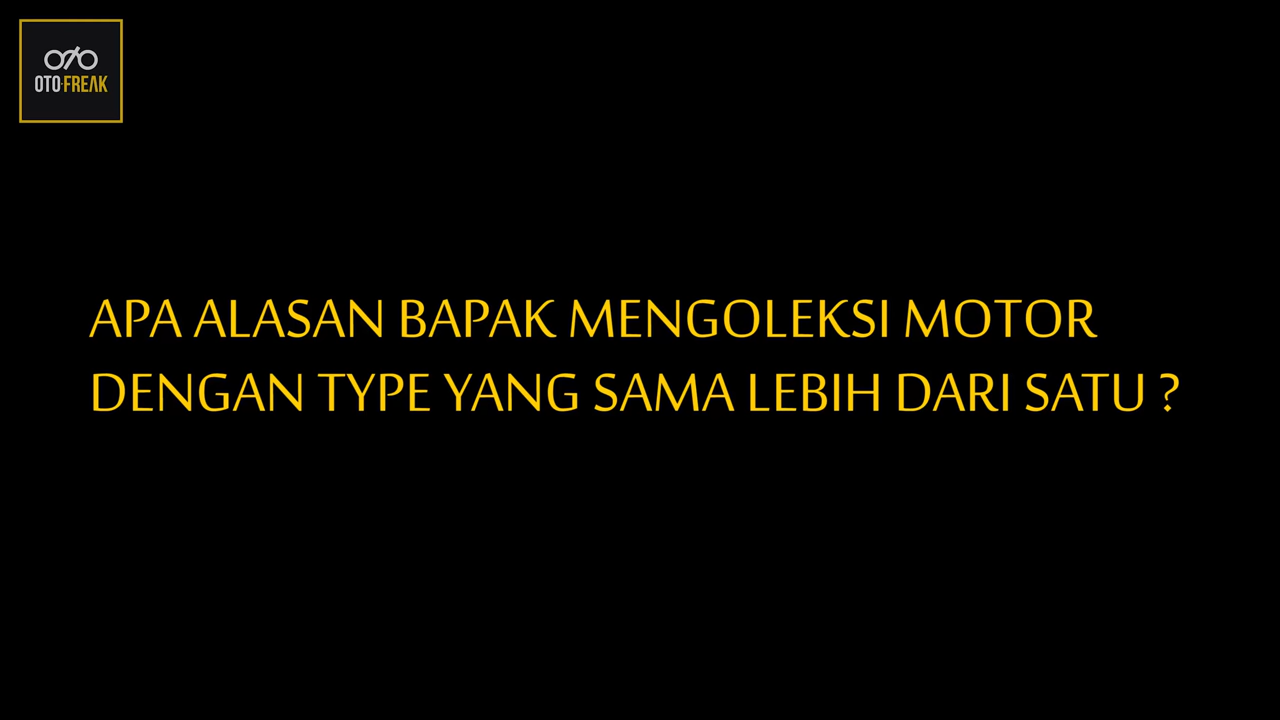 OTO·FREAK
APA ALASAN BAPAK MENGOLEKSI MOTOR
DENGAN TYPE YANG SAMA LEBIH DARI SATU ?